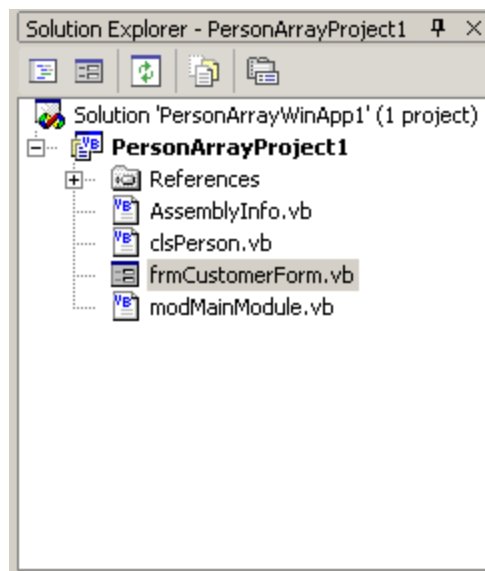 Solution Explorer - PersonArrayProject1
Solution 'PersonArrayWinApp1' (1 project)
PersonArrayProject1
References
AssemblyInfo.vb
clsPerson.vb
frmCustomerForm.vb
modMainModule.vb